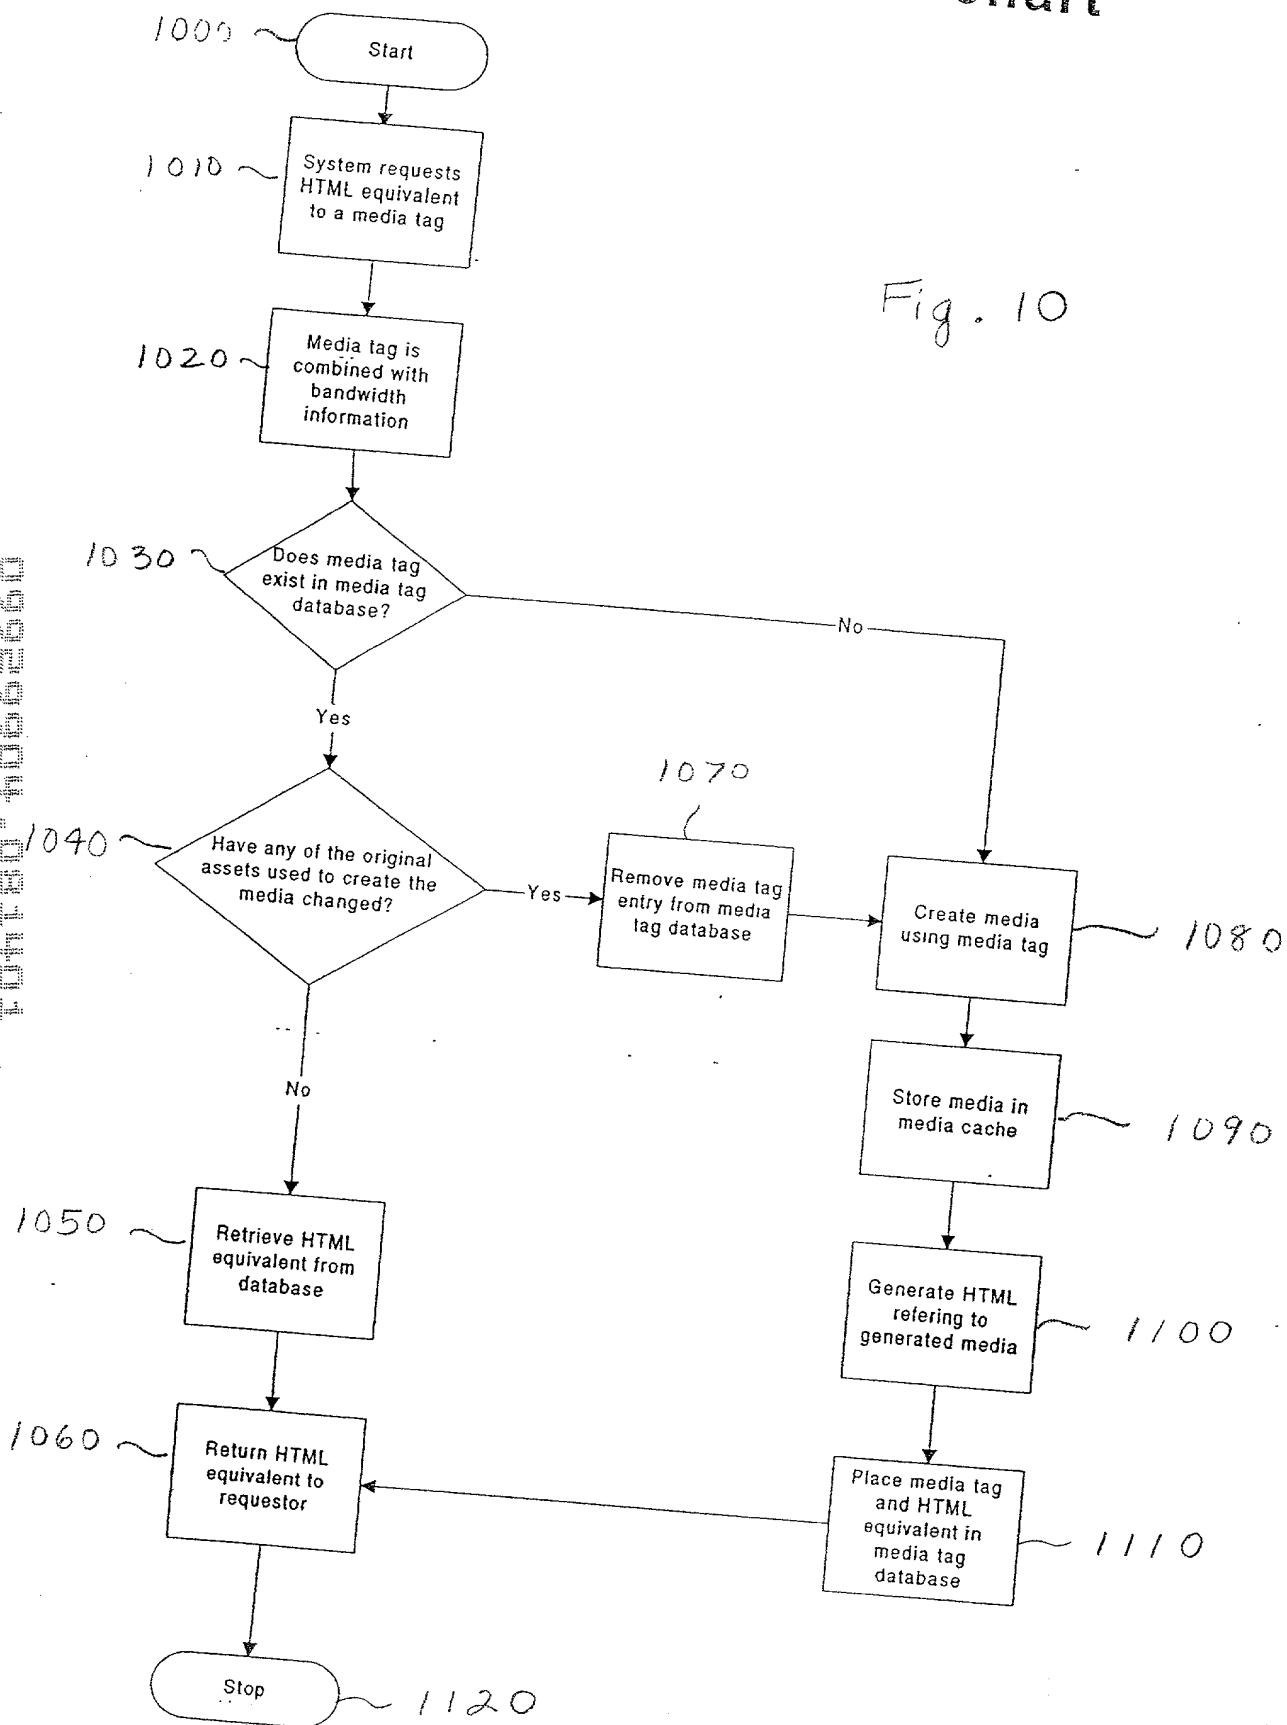 1000
Start
1010
System requests
HTML equivalent
to a media tag
Fig. 10
1020
Media tag is
combined with
bandwidth
information
1030
Does media tag
exist in media tag
database?
No
Yes
1070
1040
Have any of the original
assets used to create the
media changed?
Yes
Remove media tag
entry from media
tag database
Create media
using media tag
1080
No
Store media in
media cache
1090
1050
Retrieve HTML
equivalent from
database
Generate HTML
refering to
generated media
1100
1060
Return HTML
equivalent to
requestor
Place media tag
and HTML
equivalent in
media tag
database
1110
Stop
1120